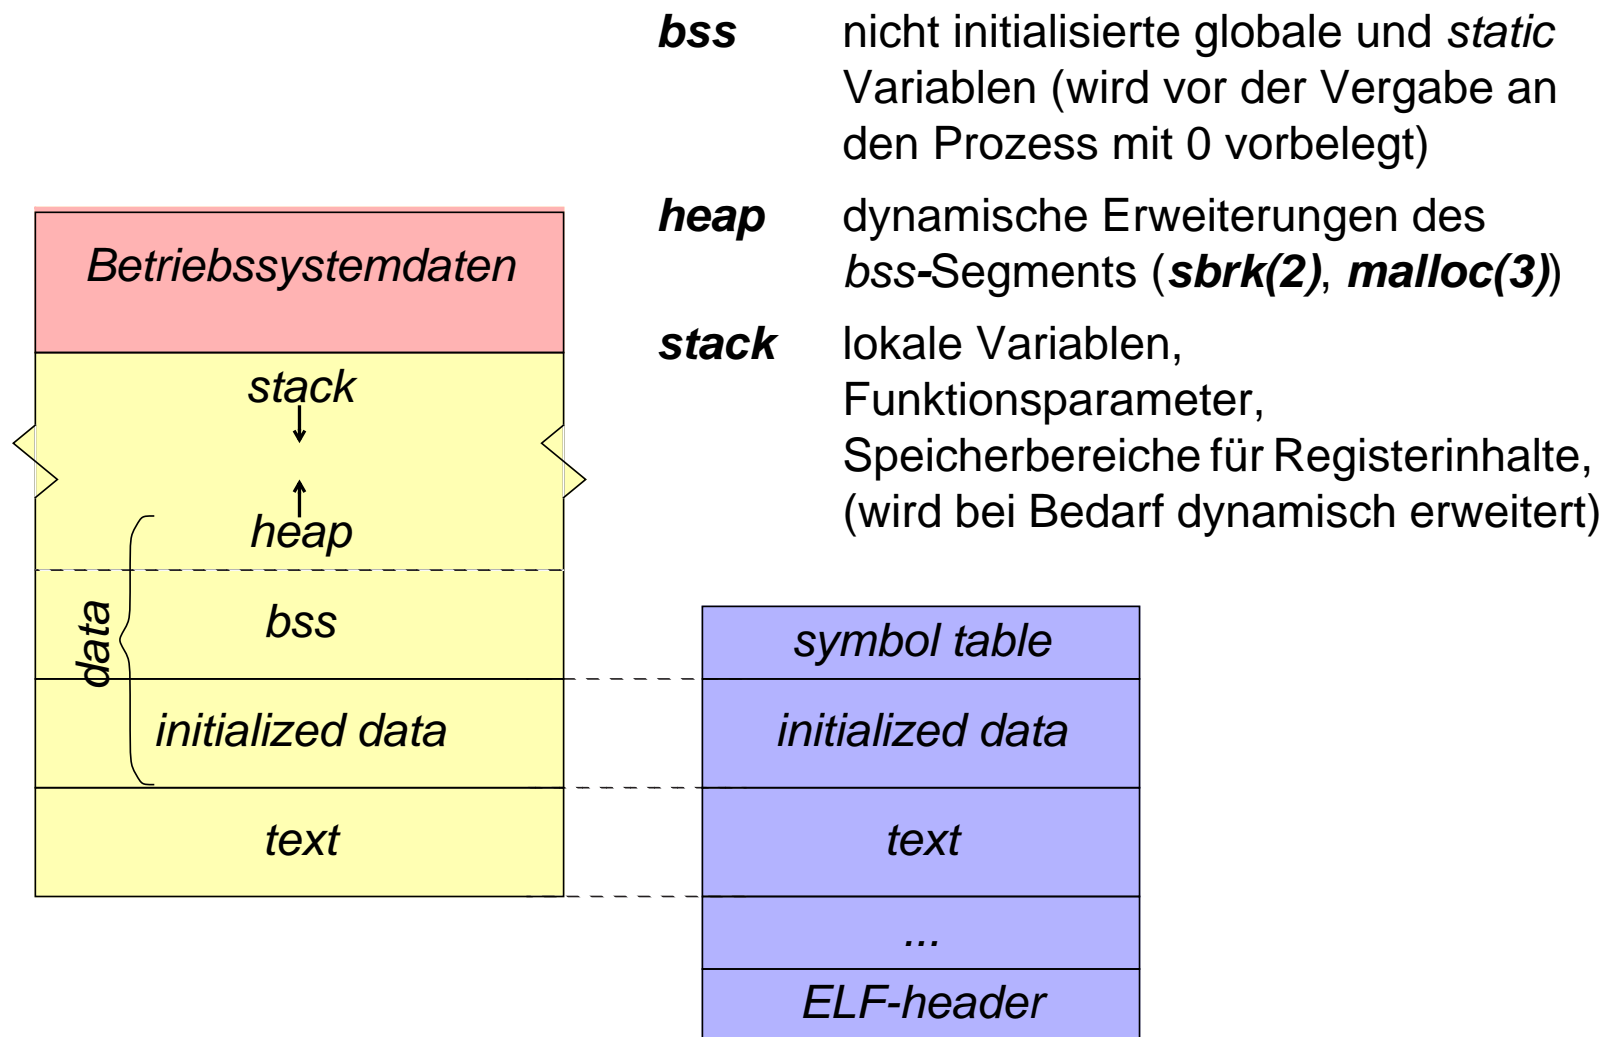 bss nicht initialisierte globale und static
Variablen (wird vor der Vergabe an
den Prozess mit 0 vorbelegt)
heap dynamische Erweiterungen des
bss-Segments (sbrk(2), malloc(3))
stack lokale Variablen,
Funktionsparameter,
Speicherbereiche für Registerinhalte,
(wird bei Bedarf dynamisch erweitert)
Betriebssystemdaten
stack
heap
data
bss
initialized data
text
symbol table
initialized data
text
...
ELF-header